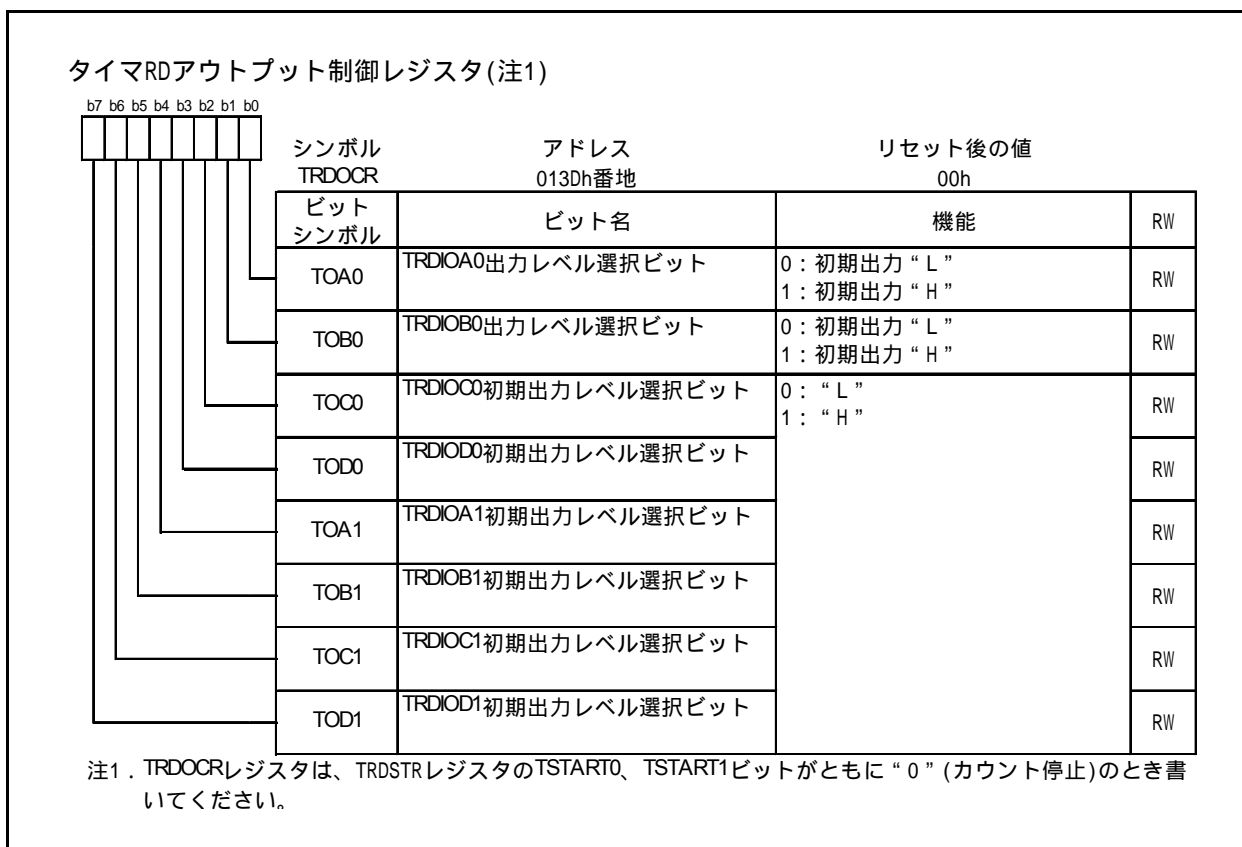 タイマRDアウトプット制御レジスタ(注1)
b7 b6 b5 b4 b3 b2 b1 b0
シンボル アドレス リセット後の値
TRDOCR 013Dh番地 00h
ビット
シンボル ビット名 機能 RW
TOA0 TRDIOA0出力レベル選択ビット 0：初期出力“L”
1：初期出力“H” RW
TOB0 TRDIOB0出力レベル選択ビット 0：初期出力“L”
1：初期出力“H” RW
TOC0 TRDIOC0初期出力レベル選択ビット 0：“L”
1：“H” RW
TOD0 TRDIOD0初期出力レベル選択ビット RW
TOA1 TRDIOA1初期出力レベル選択ビット RW
TOB1 TRDIOB1初期出力レベル選択ビット RW
TOC1 TRDIOC1初期出力レベル選択ビット RW
TOD1 TRDIOD1初期出力レベル選択ビット RW
注1．TRDOCRレジスタは、TRDSTRレジスタのTSTART0、TSTART1ビットがともに“0”(カウント停止)のとき書
いてください。